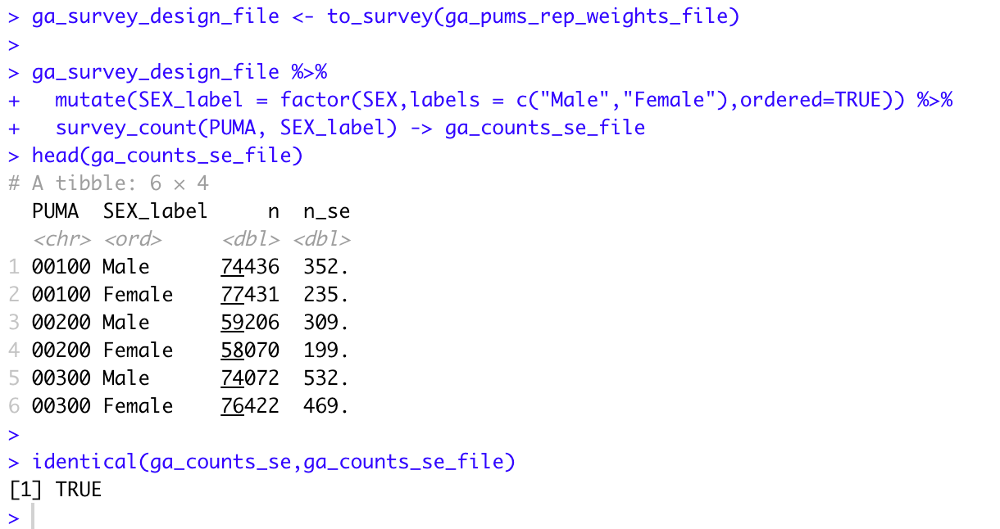 > ga_survey_design_file <- to_survey(ga_pums_rep_weights_file)
>
> ga_survey_design_file %>%
+   mutate(SEX_label = factor(SEX,labels = c("Male","Female"),ordered=TRUE)) %>%
+   survey_count(PUMA, SEX_label) -> ga_counts_se_file
> head(ga_counts_se_file)
# A tibble: 6 × 4
  PUMA  SEX_label     n  n_se
  <chr> <ord>     <dbl> <dbl>
1 00100 Male      74436  352.
2 00100 Female    77431  235.
3 00200 Male      59206  309.
4 00200 Female    58070  199.
5 00300 Male      74072  532.
6 00300 Female    76422  469.
>
> identical(ga_counts_se,ga_counts_se_file)
[1] TRUE
>